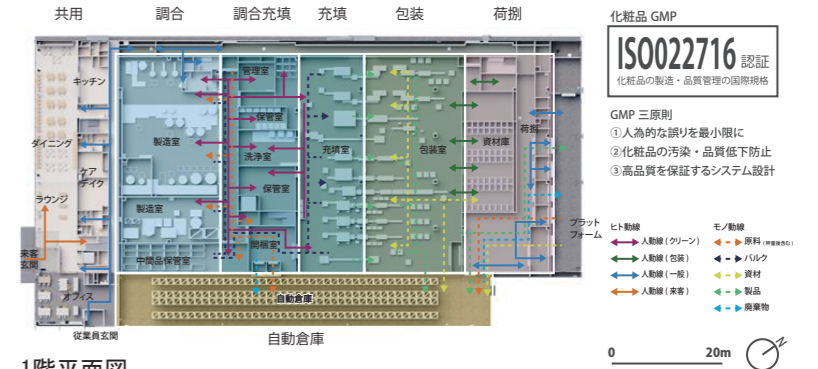 共用 調合 調合充填 充填 包装 荷捌
キッチン
ダイニング
ケア
デイク
ラウンジ
来客
玄関
オフィス
従業員玄関
製造室
製造室
中間品保管室
管理室
保管室
洗浄室
保管室
開梱室
充填室
包装室
資材庫
荷捌
プラット
フォーム
自動倉庫
自動倉庫
1階平面図
化粧品 GMP
ISO022716 認証
化粧品の製造・品質管理の国際規格
GMP 三原則
①人為的な誤りを最小限に
②化粧品の汚染・品質低下防止
③高品質を保証するシステム設計
ヒト動線
人動線 ( クリーン )
人動線 ( 包装 )
人動線 ( 一般 )
人動線 ( 来客 )
モノ動線
原料
バルク
資材
製品
廃棄物
0 20m
N